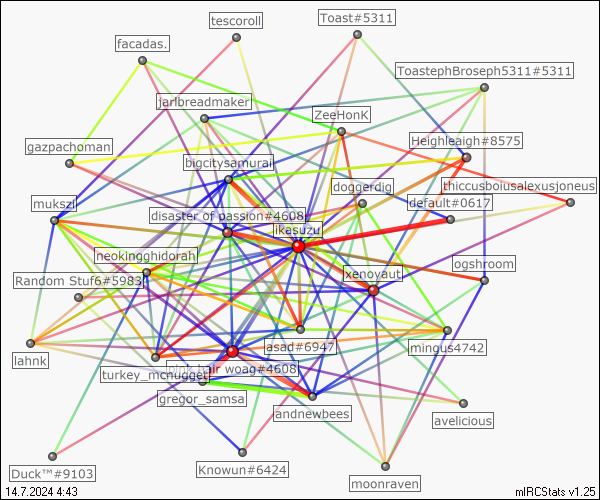 tescoroll
Toast#5311
facadas.
ToastephBroseph5311#5311
jarlbreadmaker
ZeeHonK
Heighleaigh#8575
gazpachoman
bigcitysamurai
doggerdig
thiccusboiusalexusjoneus
mukszi
default#0617
disaster of passion#4608
ikasuzu
neokingghidorah
ogshroom
xenoyaut
Random Stuf6#5983
asad#6947
mingus4742
lahnk
hair woag#4608
turkey_mcnugget
gregor_samsa
andnewbees
avelicious
Duck™#9103
Knowun#6424
moonraven
14.7.2024 4:43
mIRCStats v1.25